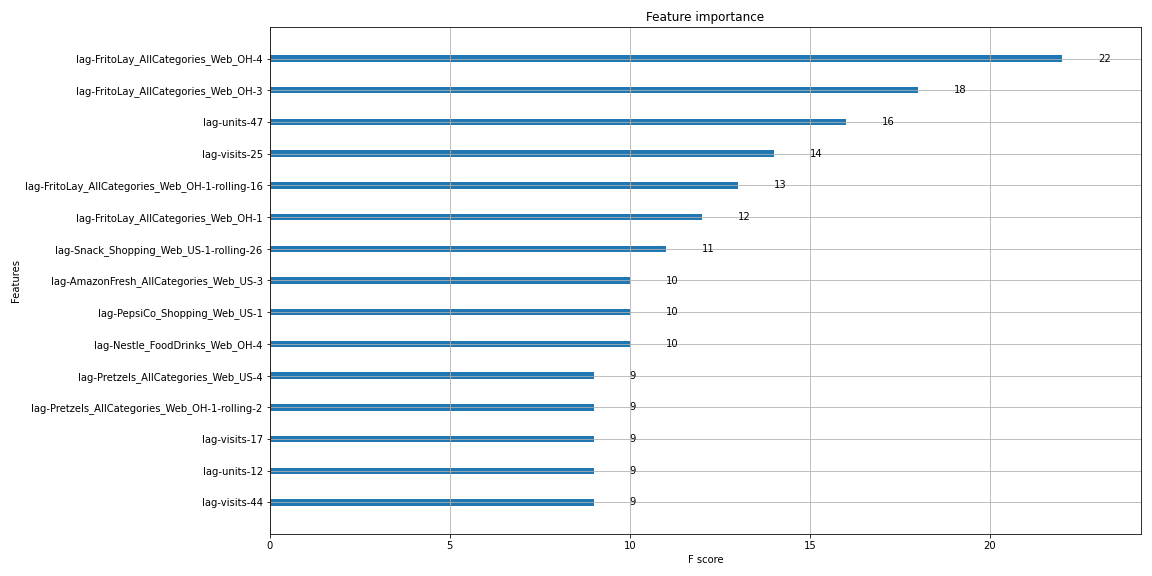 Feature importance
Features
lag-FritoLay_AllCategories_Web_OH-4 22
lag-FritoLay_AllCategories_Web_OH-3 18
lag-units-47 16
lag-visits-25 14
lag-FritoLay_AllCategories_Web_OH-1-rolling-16 13
lag-FritoLay_AllCategories_Web_OH-1 12
lag-Snack_Shopping_Web_US-1-rolling-26 11
lag-AmazonFresh_AllCategories_Web_US-3 10
lag-PepsiCo_Shopping_Web_US-1 10
lag-Nestle_FoodDrinks_Web_OH-4 10
lag-Pretzels_AllCategories_Web_US-4 9
lag-Pretzels_AllCategories_Web_OH-1-rolling-2 9
lag-visits-17 9
lag-units-12 9
lag-visits-44 9
0 5 10 15 20
F score